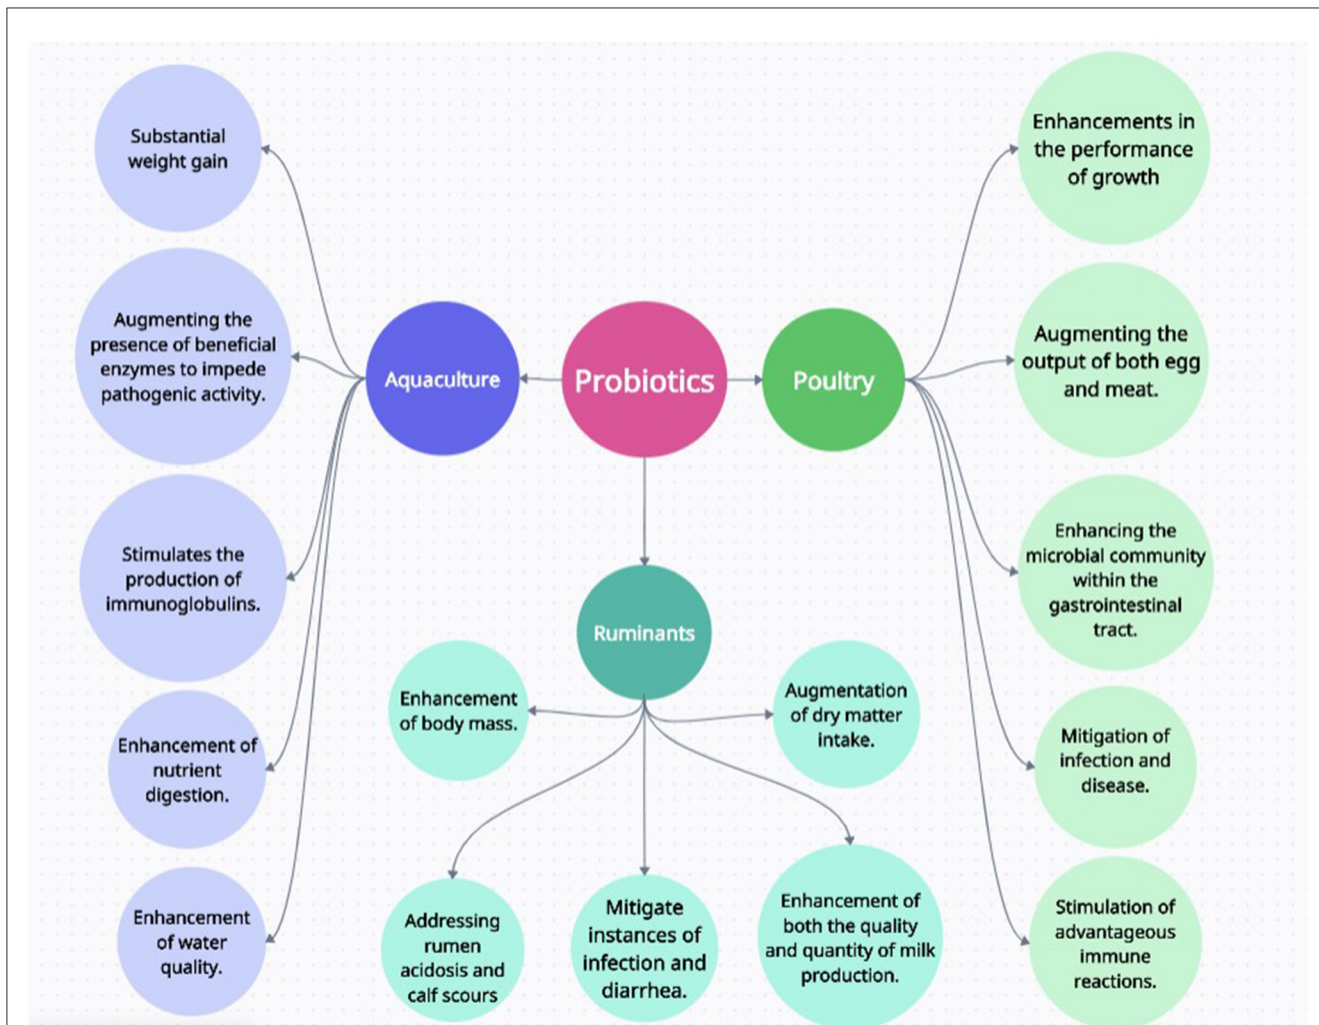 Substantial
weight gain
Augmenting the
presence of beneficial
enzymes to impede
pathogenic activity.
Stimulates the
production of
immunoglobulins.
Enhancement of
nutrient
digestion.
Enhancement
of water
quality.
Aquaculture
Probiotics
Poultry
Ruminants
Enhancement
of body mass.
Addressing
rumen
acidosis and
calf scours
Mitigate
instances of
infection and
diarrhea.
Enhancement of
both the quality
and quantity of milk
production.
Augmentation
of dry matter
intake.
Enhancements in
the performance
of growth
Augmenting the
output of both egg
and meat.
Enhancing the
microbial community
within the
gastrointestinal
tract.
Mitigation of
infection and
disease.
Stimulation of
advantageous
immune
reactions.